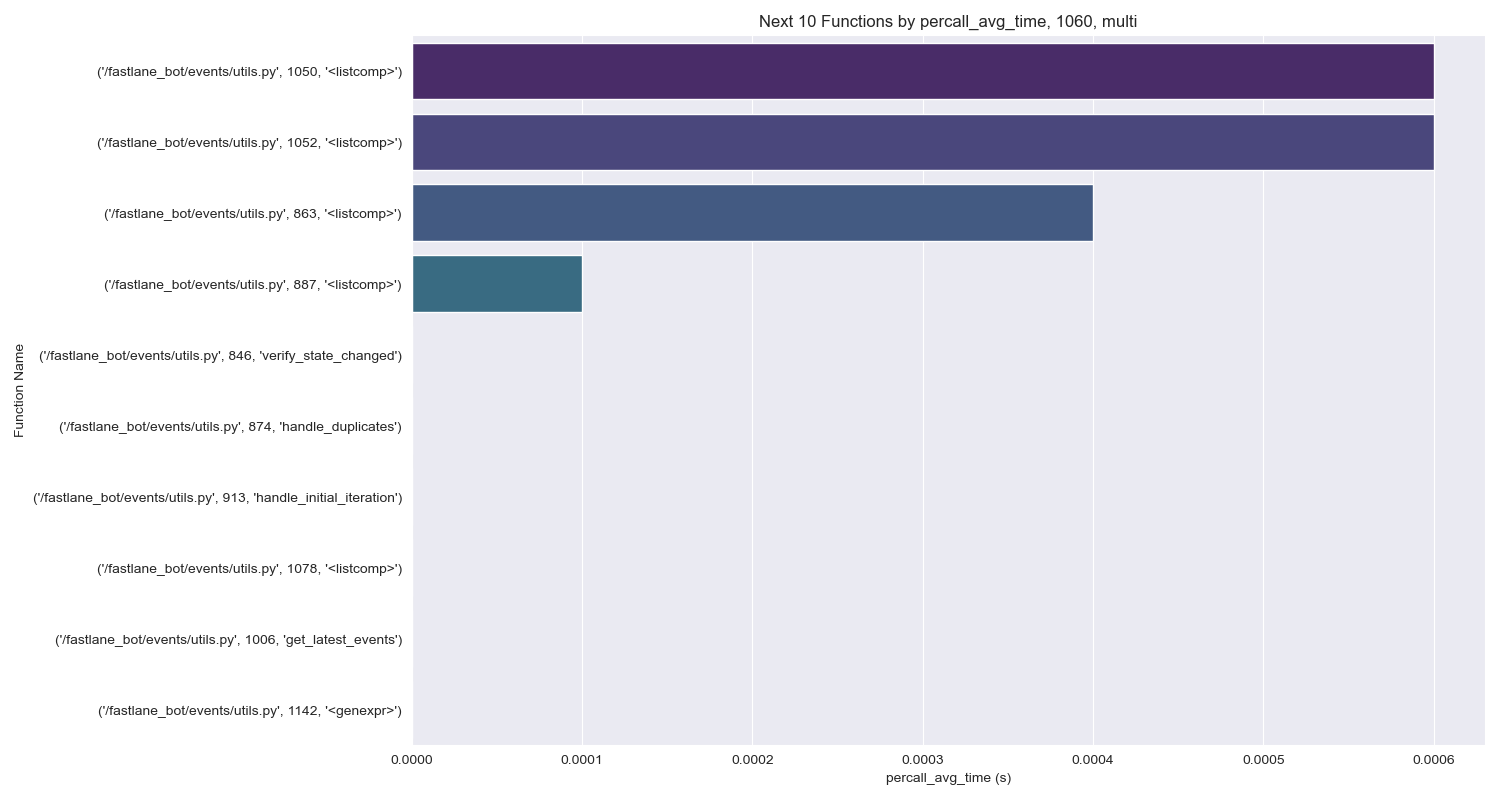 Next 10 Functions by percall_avg_time, 1060, multi
('/fastlane_bot/events/utils.py', 1050, '<listcomp>')
('/fastlane_bot/events/utils.py', 1052, '<listcomp>')
('/fastlane_bot/events/utils.py', 863, '<listcomp>')
('/fastlane_bot/events/utils.py', 887, '<listcomp>')
('/fastlane_bot/events/utils.py', 846, 'verify_state_changed')
('/fastlane_bot/events/utils.py', 874, 'handle_duplicates')
('/fastlane_bot/events/utils.py', 913, 'handle_initial_iteration')
('/fastlane_bot/events/utils.py', 1078, '<listcomp>')
('/fastlane_bot/events/utils.py', 1006, 'get_latest_events')
('/fastlane_bot/events/utils.py', 1142, '<genexpr>')
Function Name
0.0000 0.0001 0.0002 0.0003 0.0004 0.0005 0.0006
percall_avg_time (s)